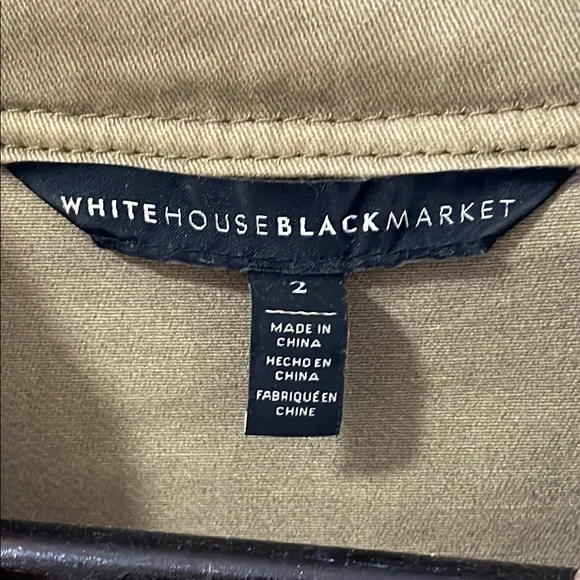 WHITEHOUSEBLACKMARKET
2
MADE IN
CHINA
HECHO EN
CHINA
FABRIQUÉ EN
CHINE